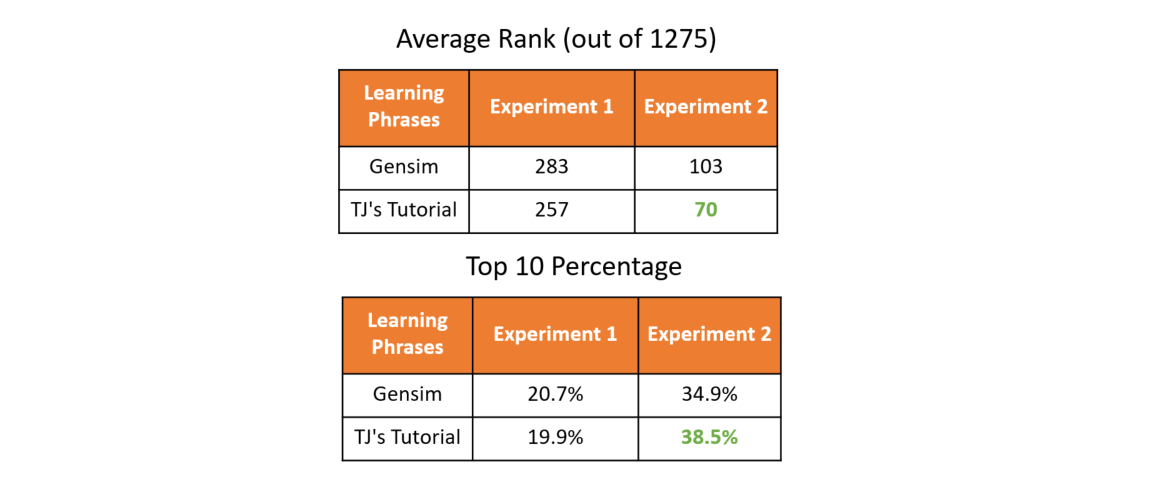 Average Rank (out of 1275)
Learning Phrases Experiment 1 Experiment 2
Gensim 283 103
TJ's Tutorial 257 70
Top 10 Percentage
Learning Phrases Experiment 1 Experiment 2
Gensim 20.7% 34.9%
TJ's Tutorial 19.9% 38.5%